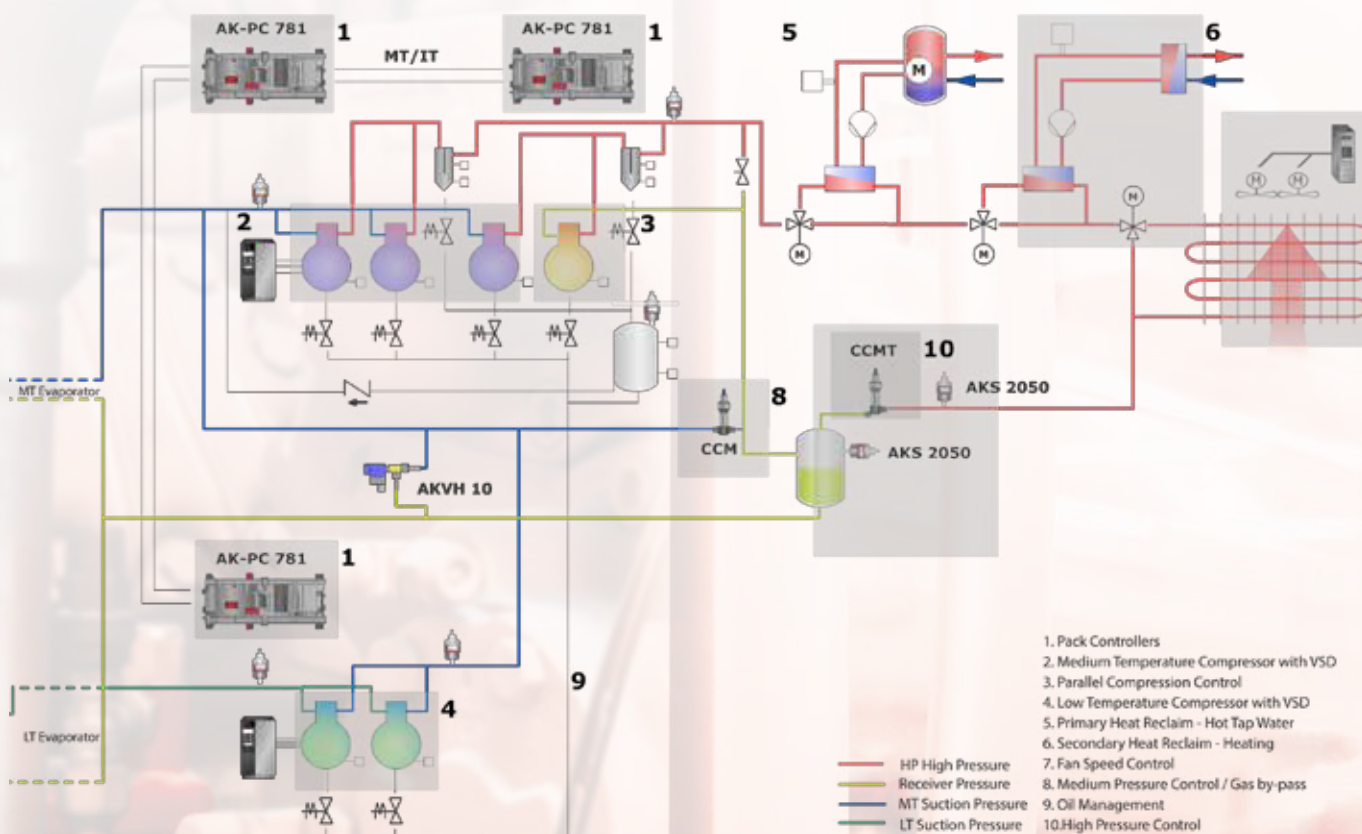 AK-PC 781
1
MT/IT
AK-PC 781
1
5
6
M
M
M
M
2
3
M
M
MT Evaporator
CCMT
10
AKS 2050
8
CCM
AKS 2050
AKVH 10
AK-PC 781
1
9
4
LT Evaporator
HP High Pressure
Receiver Pressure
MT Suction Pressure
LT Suction Pressure
1. Pack Controllers
2. Medium Temperature Compressor with VSD
3. Parallel Compression Control
4. Low Temperature Compressor with VSD
5. Primary Heat Reclaim - Hot Tap Water
6. Secondary Heat Reclaim - Heating
7. Fan Speed Control
8. Medium Pressure Control / Gas by-pass
9. Oil Management
10.High Pressure Control